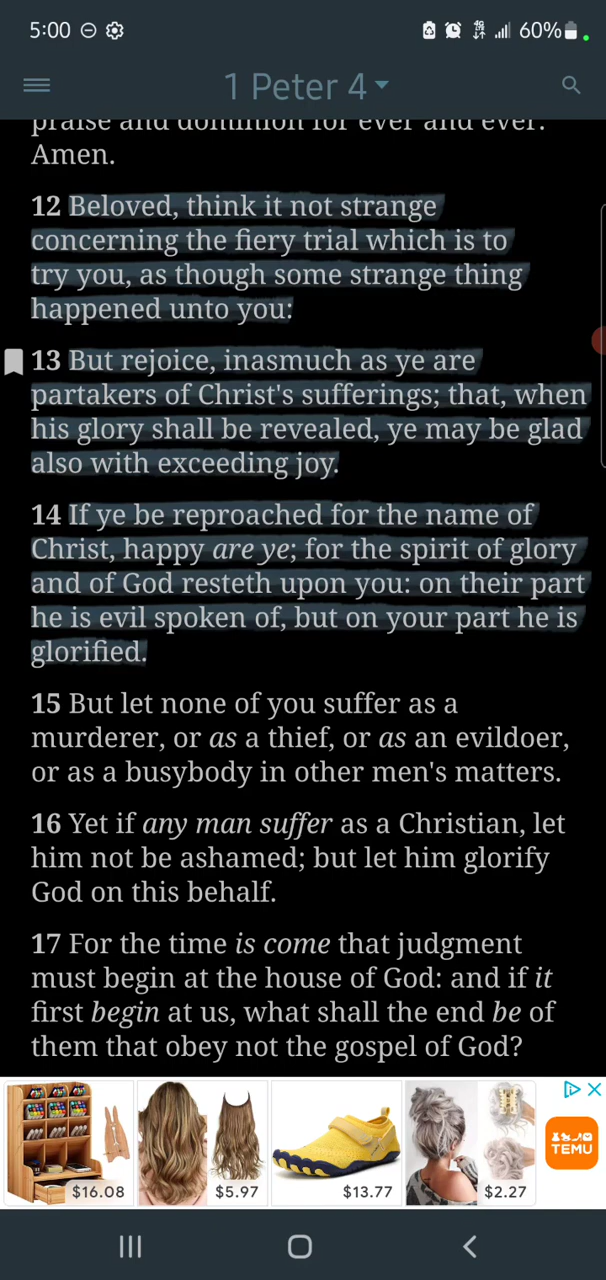 5:00
4G
60%
1 Peter 4
praise and dominion for ever and ever.
Amen.
12 Beloved, think it not strange
concerning the fiery trial which is to
try you, as though some strange thing
happened unto you:
13 But rejoice, inasmuch as ye are
partakers of Christ's sufferings; that, when
his glory shall be revealed, ye may be glad
also with exceeding joy.
14 If ye be reproached for the name of
Christ, happy are ye; for the spirit of glory
and of God resteth upon you: on their part
he is evil spoken of, but on your part he is
glorified.
15 But let none of you suffer as a
murderer, or as a thief, or as an evildoer,
or as a busybody in other men's matters.
16 Yet if any man suffer as a Christian, let
him not be ashamed; but let him glorify
God on this behalf.
17 For the time is come that judgment
must begin at the house of God: and if it
first begin at us, what shall the end be of
them that obey not the gospel of God?
$16.08
$5.97
$13.77
$2.27
TEMU